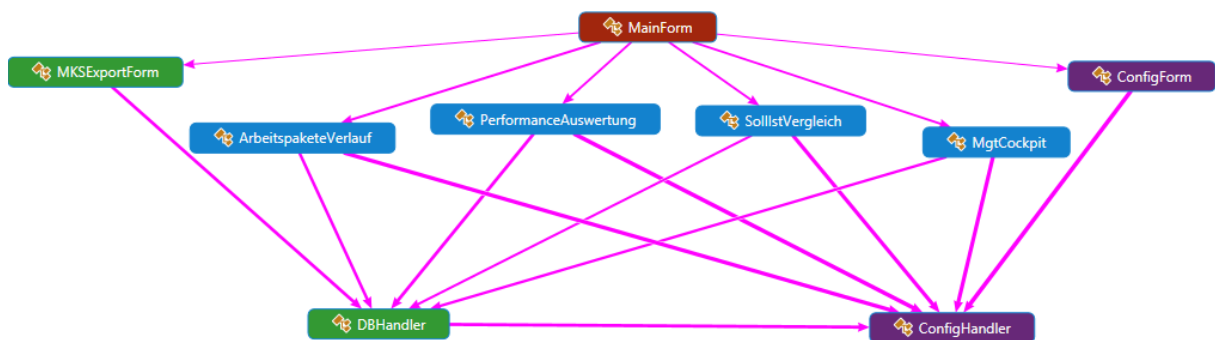 MainForm
MKSExportForm
ConfigForm
PerformanceAuswertung
SollIstVergleich
ArbeitspaketeVerlauf
MgtCockpit
DBHandler
ConfigHandler